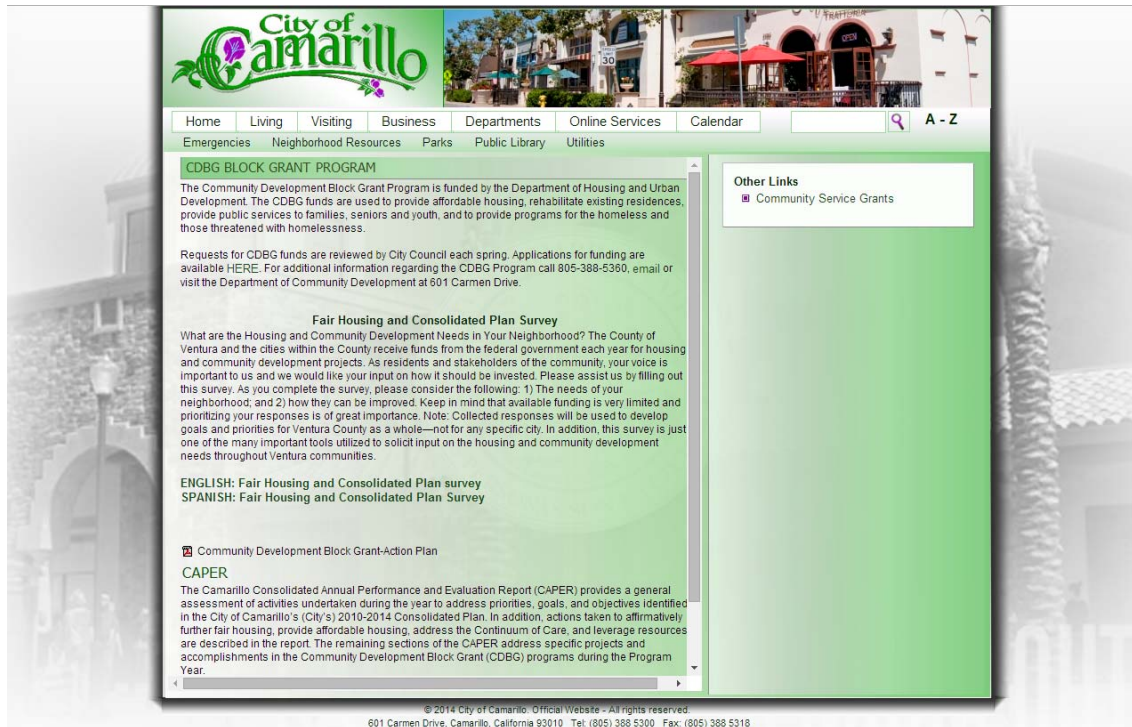 City of
Camarillo
TRATTORIA
OPEN
SPEED
LIMIT
30
Home Living Visiting Business Departments Online Services Calendar A - Z
Emergencies Neighborhood Resources Parks Public Library Utilities
CDBG BLOCK GRANT PROGRAM
The Community Development Block Grant Program is funded by the Department of Housing and Urban
Development. The CDBG funds are used to provide affordable housing, rehabilitate existing residences,
provide public services to families, seniors and youth, and to provide programs for the homeless and
those threatened with homelessness.
Requests for CDBG funds are reviewed by City Council each spring. Applications for funding are
available HERE. For additional information regarding the CDBG Program call 805-388-5360, email or
visit the Department of Community Development at 601 Carmen Drive.
Fair Housing and Consolidated Plan Survey
What are the Housing and Community Development Needs in Your Neighborhood? The County of
Ventura and the cities within the County receive funds from the federal government each year for housing
and community development projects. As residents and stakeholders of the community, your voice is
important to us and we would like your input on how it should be invested. Please assist us by filling out
this survey. As you complete the survey, please consider the following: 1) The needs of your
neighborhood; and 2) how they can be improved. Keep in mind that available funding is very limited and
prioritizing your responses is of great importance. Note: Collected responses will be used to develop
goals and priorities for Ventura County as a whole—not for any specific city. In addition, this survey is just
one of the many important tools utilized to solicit input on the housing and community development
needs throughout Ventura communities.
ENGLISH: Fair Housing and Consolidated Plan survey
SPANISH: Fair Housing and Consolidated Plan Survey
Community Development Block Grant-Action Plan
CAPER
The Camarillo Consolidated Annual Performance and Evaluation Report (CAPER) provides a general
assessment of activities undertaken during the year to address priorities, goals, and objectives identified
in the City of Camarillo's (City's) 2010-2014 Consolidated Plan. In addition, actions taken to affirmatively
further fair housing, provide affordable housing, address the Continuum of Care, and leverage resources
are described in the report. The remaining sections of the CAPER address specific projects and
accomplishments in the Community Development Block Grant (CDBG) programs during the Program
Year.
Other Links
Community Service Grants
© 2014 City of Camarillo. Official Website - All rights reserved.
601 Carmen Drive, Camarillo, California 93010 Tel: (805) 388 5300 Fax: (805) 388 5318